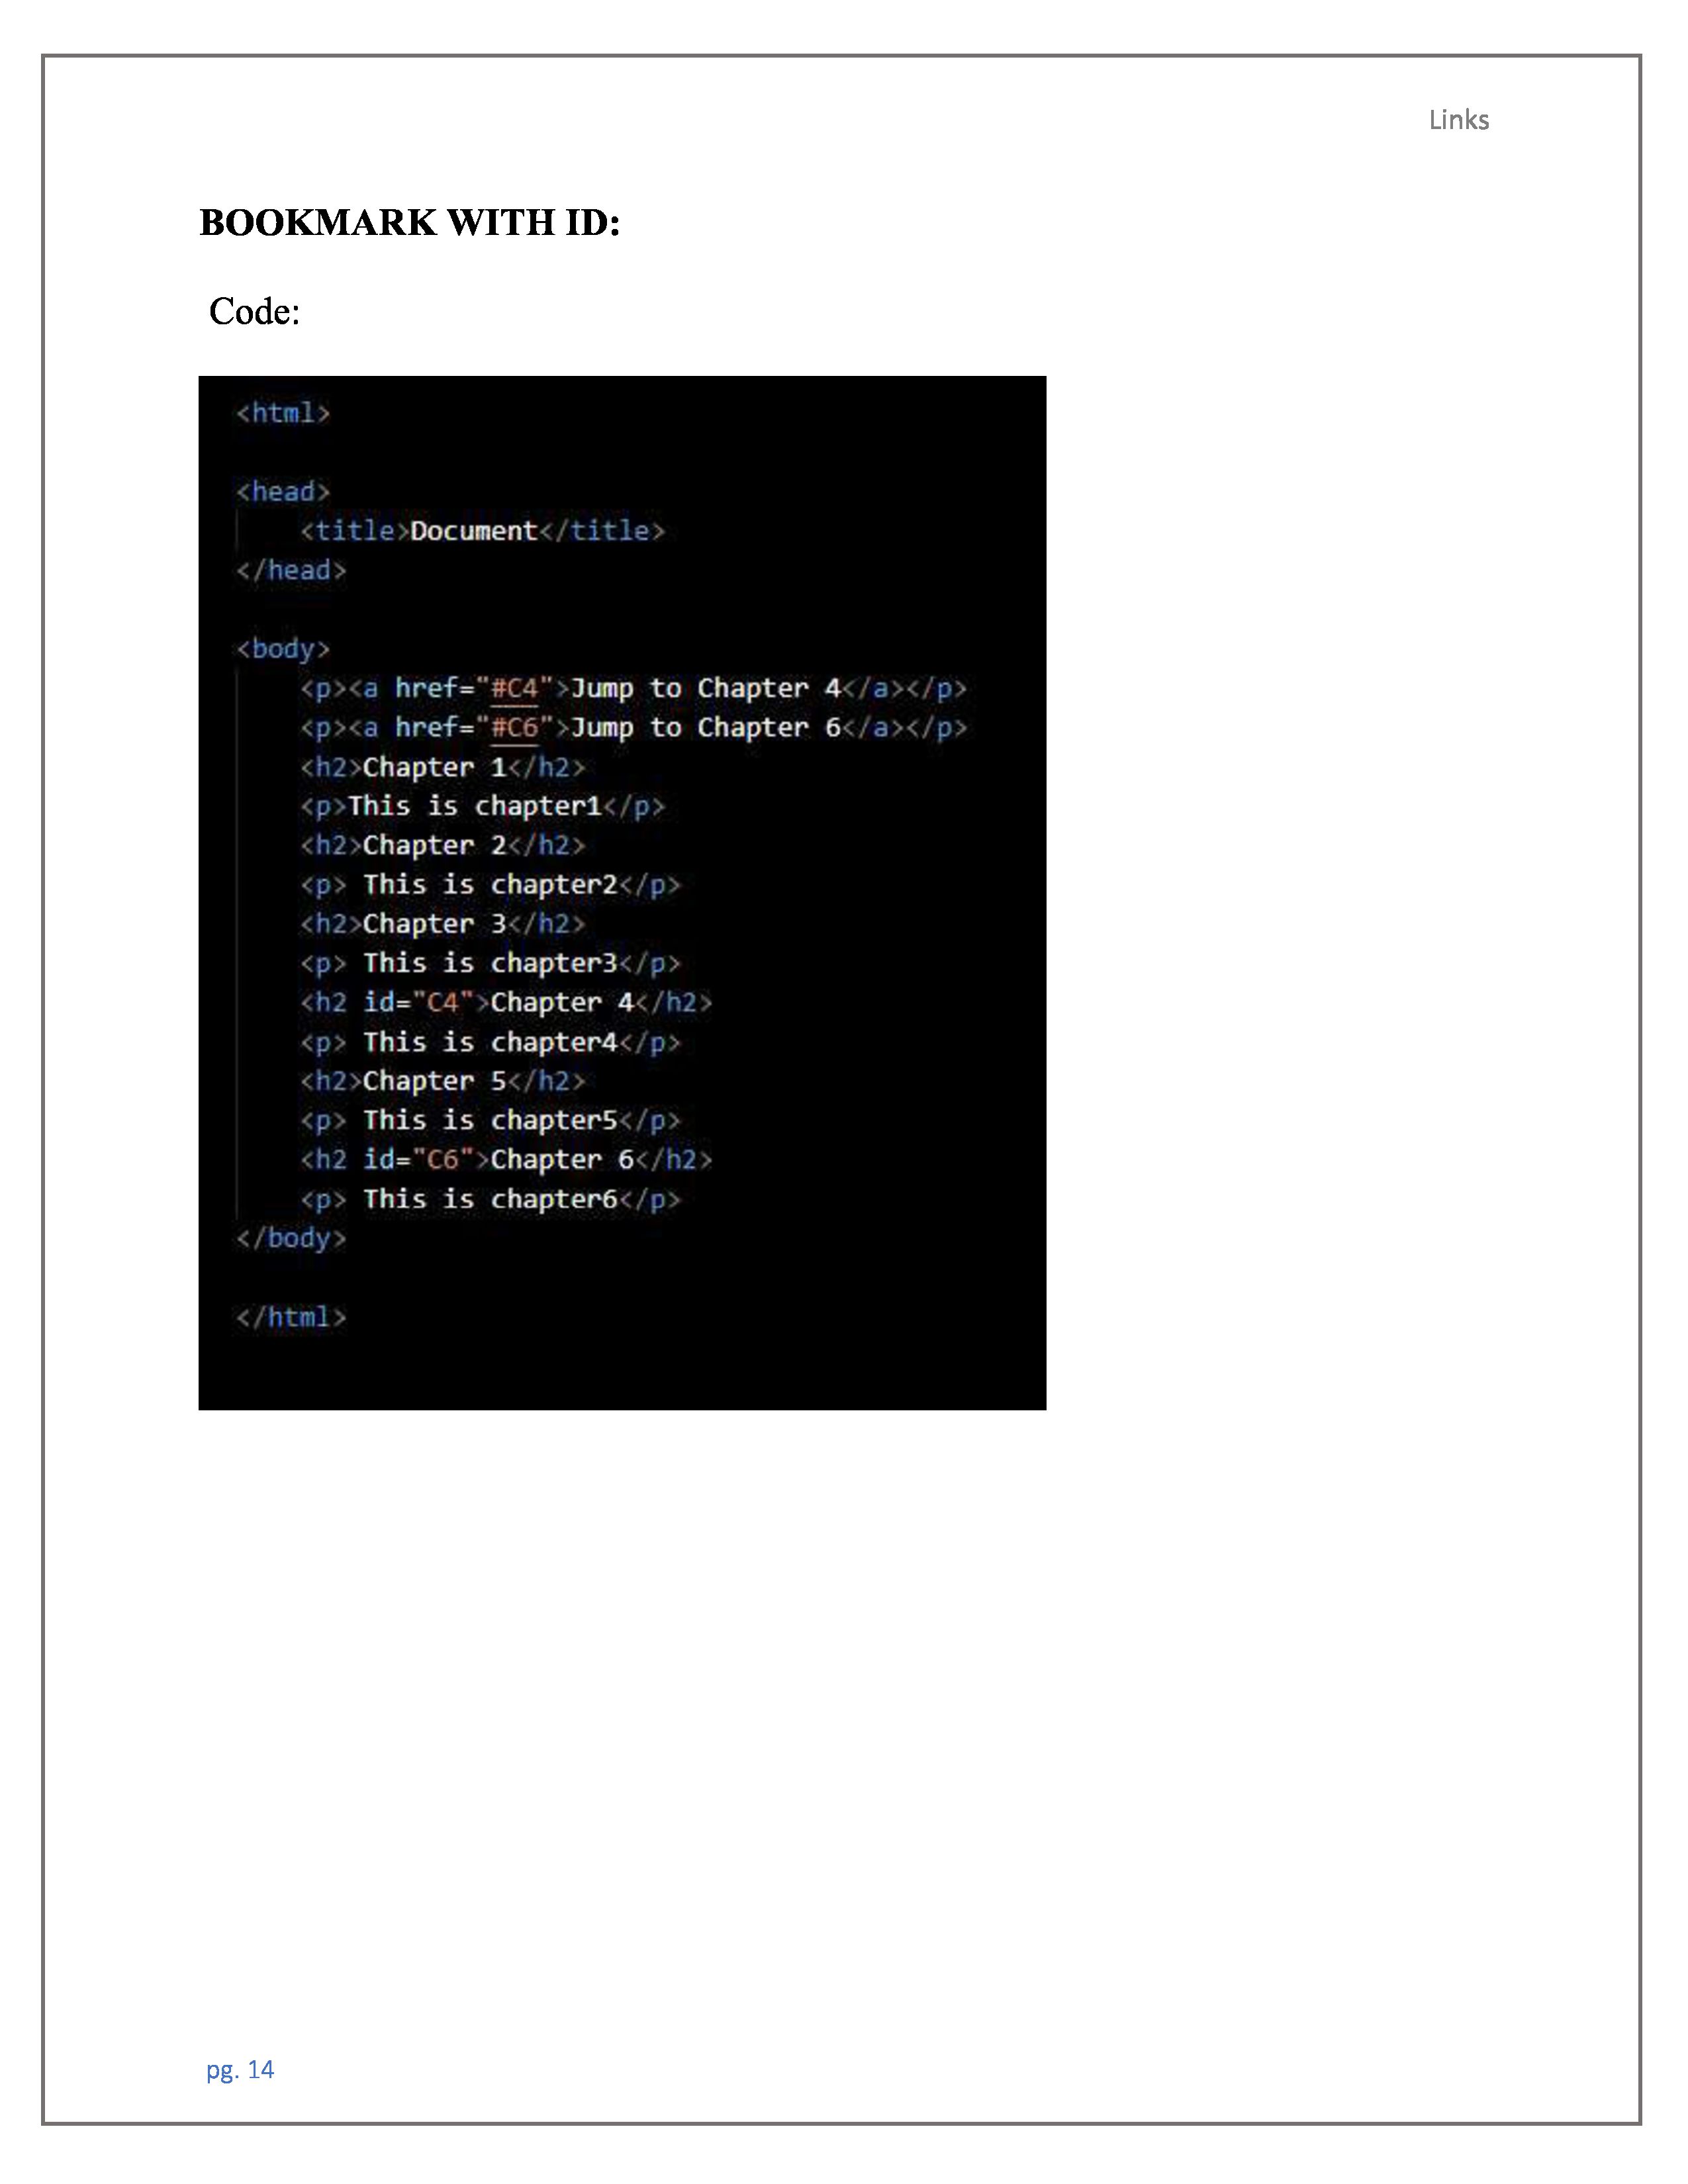 Links
BOOKMARK WITH ID:
Code:
<html>
<head>
<title>Document</title>
</head>
<body>
<p><a href="#C4">Jump to Chapter 4</a></p>
<p><a href="#C6">Jump to Chapter 6</a></p>
<h2>Chapter 1</h2>
<p>This is chapter1</p>
<h2>Chapter 2</h2>
<p> This is chapter2</p>
<h2>Chapter 3</h2>
<p> This is chapter3</p>
<h2 id="C4">Chapter 4</h2>
<p> This is chapter4</p>
<h2>Chapter 5</h2>
<p> This is chapter5</p>
<h2 id="C6">Chapter 6</h2>
<p> This is chapter6</p>
</body>
</html>
pg. 14